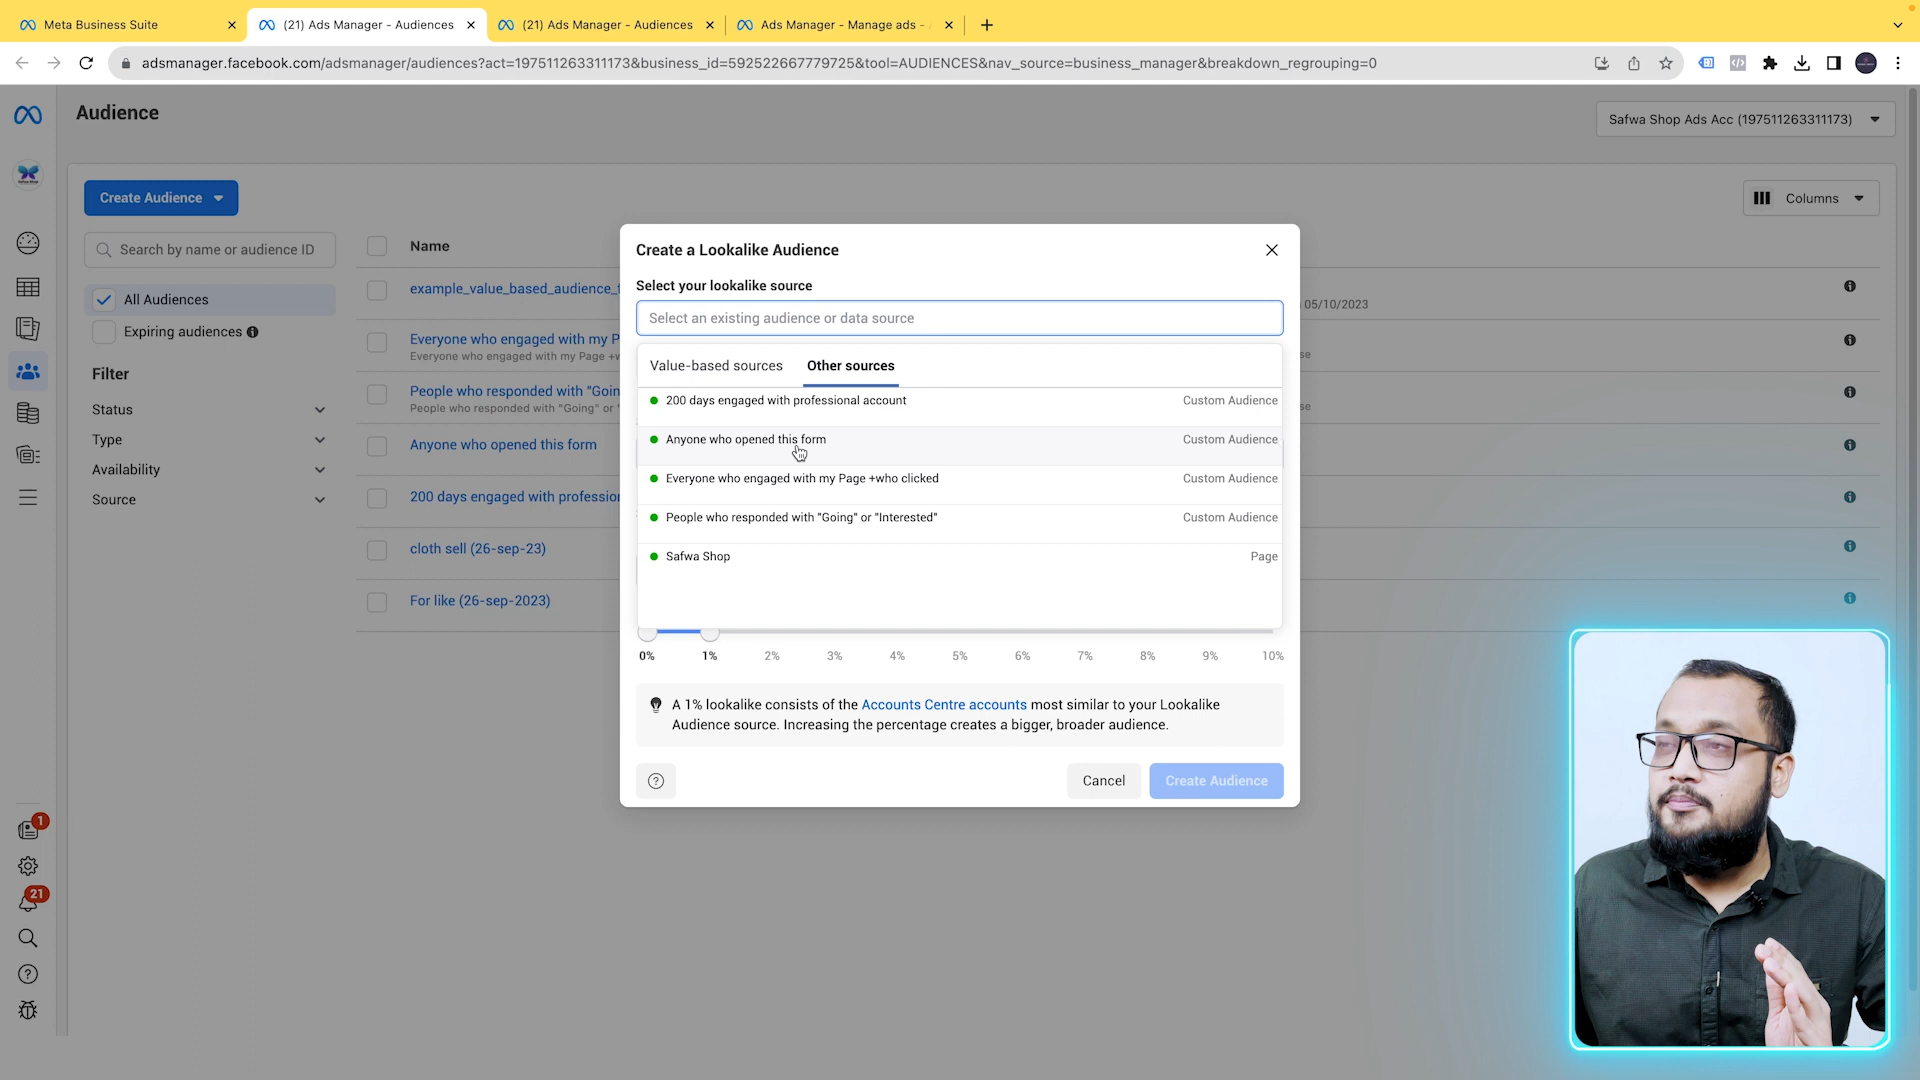 Meta Business Suite
(21) Ads Manager - Audiences
(21) Ads Manager - Audiences
Ads Manager - Manage ads -
adsmanager.facebook.com/adsmanager/audiences?act=197511263311173&business_id=592522667779725&tool=AUDIENCES&nav_source=business_manager&breakdown_regrouping=0
Audience
Safwa Shop Ads Acc (197511263311173)
Create Audience
Columns
Search by name or audience ID
All Audiences
Expiring audiences
Filter
Status
Type
Availability
Source
Name
example_value_based_audience_f
05/10/2023
Everyone who engaged with my P
Everyone who engaged with my Page +w
se
People who responded with "Goin
People who responded with "Going" or "
se
Anyone who opened this form
200 days engaged with profession
cloth sell (26-sep-23)
For like (26-sep-2023)
Create a Lookalike Audience
Select your lookalike source
Select an existing audience or data source
Value-based sources
Other sources
200 days engaged with professional account
Custom Audience
Anyone who opened this form
Custom Audience
Everyone who engaged with my Page +who clicked
Custom Audience
People who responded with "Going" or "Interested"
Custom Audience
Safwa Shop
Page
0% 1% 2% 3% 4% 5% 6% 7% 8% 9% 10%
A 1% lookalike consists of the Accounts Centre accounts most similar to your Lookalike
Audience source. Increasing the percentage creates a bigger, broader audience.
Cancel
Create Audience
1
21